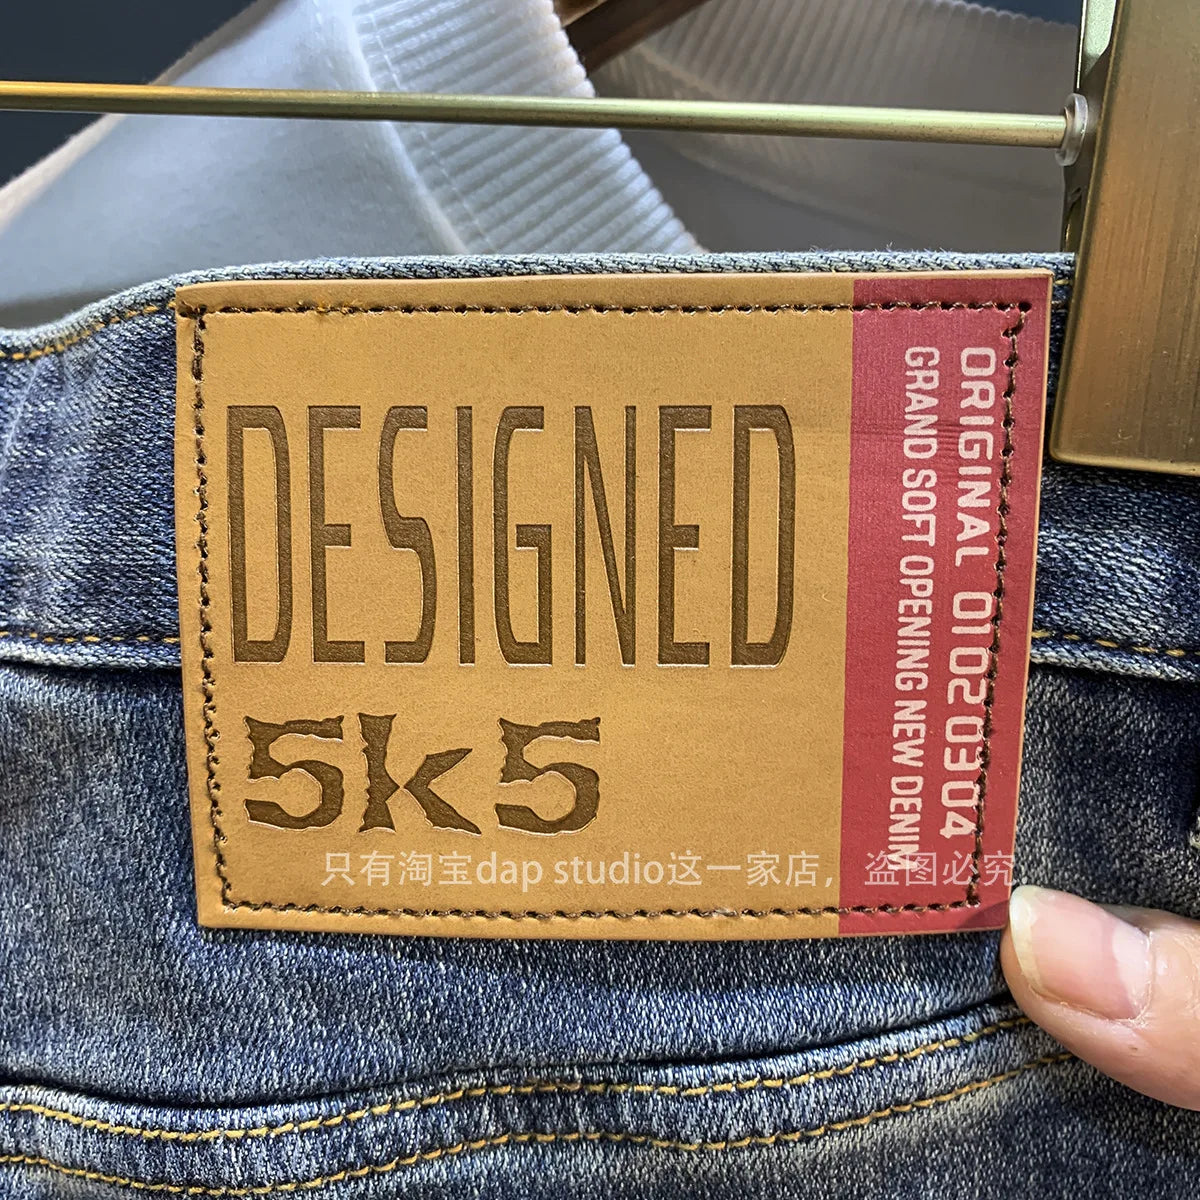 DESIGNED
5k5
ORIGINAL 01020304
GRAND SOFT OPENING NEW DENIM
只有淘宝dap studio这一家店，盗图必究